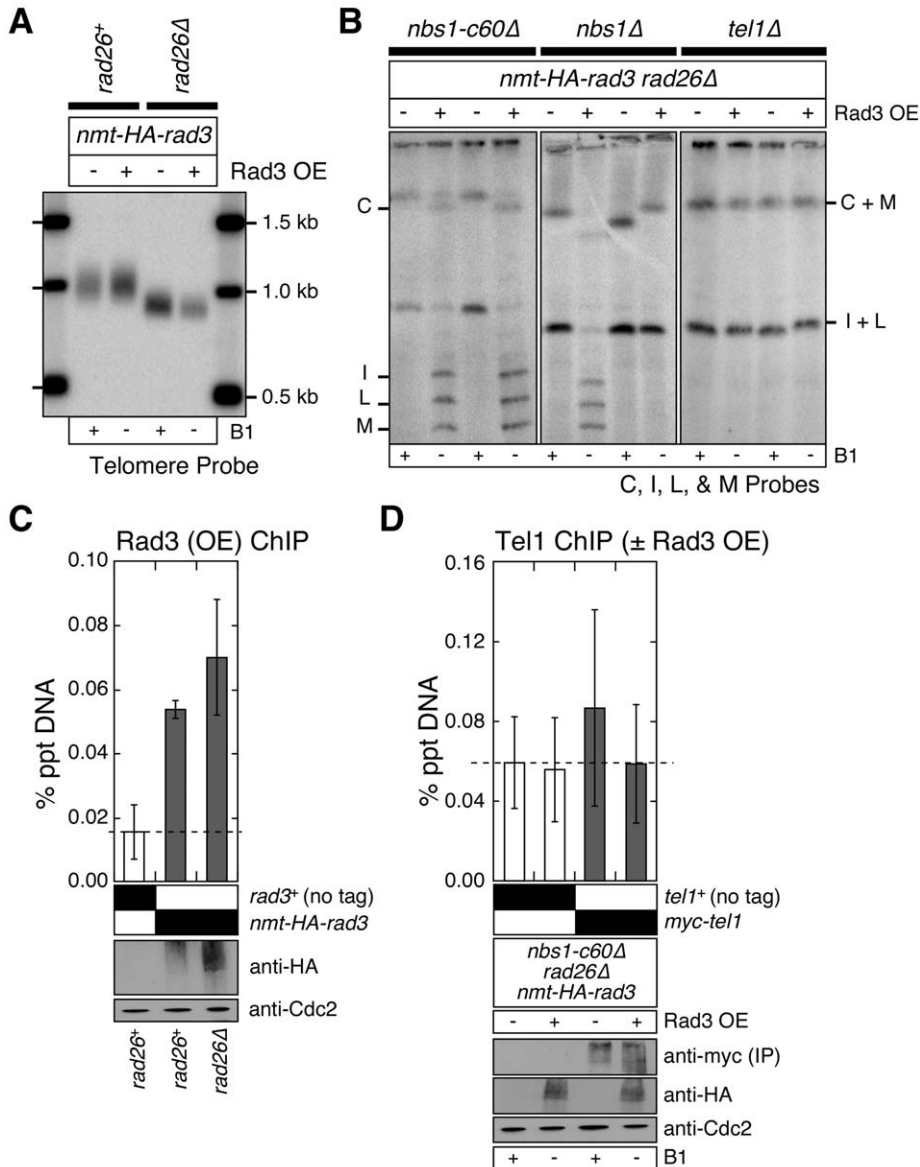 A
rad26+
rad26Δ
nmt-HA-rad3
- + - + Rad3 OE
1.5 kb
1.0 kb
0.5 kb
+ - + - B1
Telomere Probe
B
nbs1-c60Δ nbs1Δ tel1Δ
nmt-HA-rad3 rad26Δ
- + - + - + - + - + - + Rad3 OE
C
C + M
I + L
I
L
M
+ - + - + - + - + - + - B1
C, I, L, & M Probes
C
Rad3 (OE) ChIP
% ppt DNA
0.10
0.08
0.06
0.04
0.02
0.00
rad3+ (no tag)
nmt-HA-rad3
anti-HA
anti-Cdc2
rad26+
rad26+
rad26Δ
D
Tel1 ChIP (± Rad3 OE)
% ppt DNA
0.16
0.12
0.08
0.04
0.00
tel1+ (no tag)
myc-tel1
nbs1-c60Δ
rad26Δ
nmt-HA-rad3
- + - + Rad3 OE
anti-myc (IP)
anti-HA
anti-Cdc2
+ - + - B1